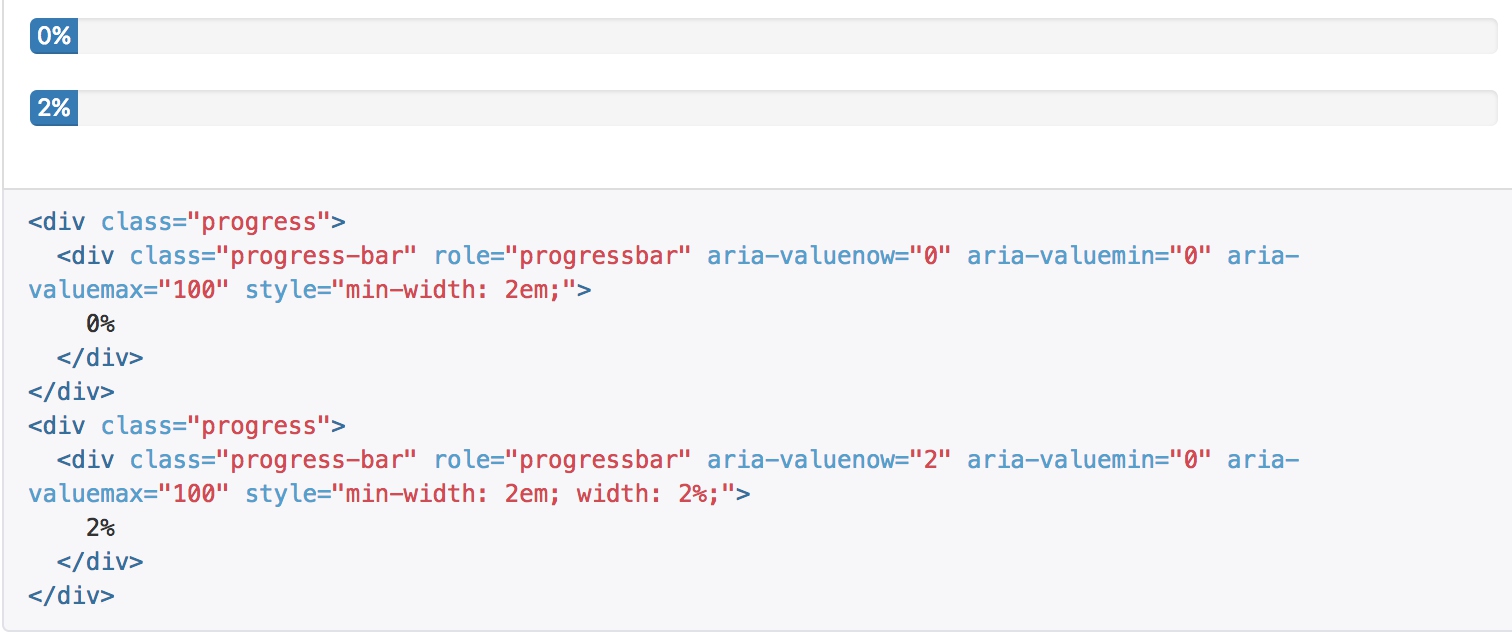 0%
2%
<div class="progress">
  <div class="progress-bar" role="progressbar" aria-valuenow="0" aria-valuemin="0" aria-
valuemax="100" style="min-width: 2em;">
    0%
  </div>
</div>
<div class="progress">
  <div class="progress-bar" role="progressbar" aria-valuenow="2" aria-valuemin="0" aria-
valuemax="100" style="min-width: 2em; width: 2%;">
    2%
  </div>
</div>